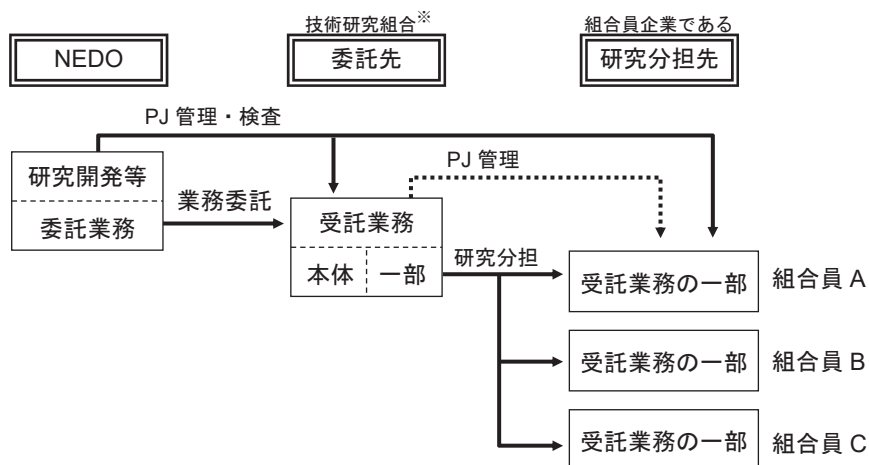 技術研究組合※
組合員企業である
NEDO
委託先
研究分担先
PJ 管理・検査
PJ 管理
研究開発等
委託業務
業務委託
受託業務
本体
一部
研究分担
受託業務の一部
組合員 A
受託業務の一部
組合員 B
受託業務の一部
組合員 C